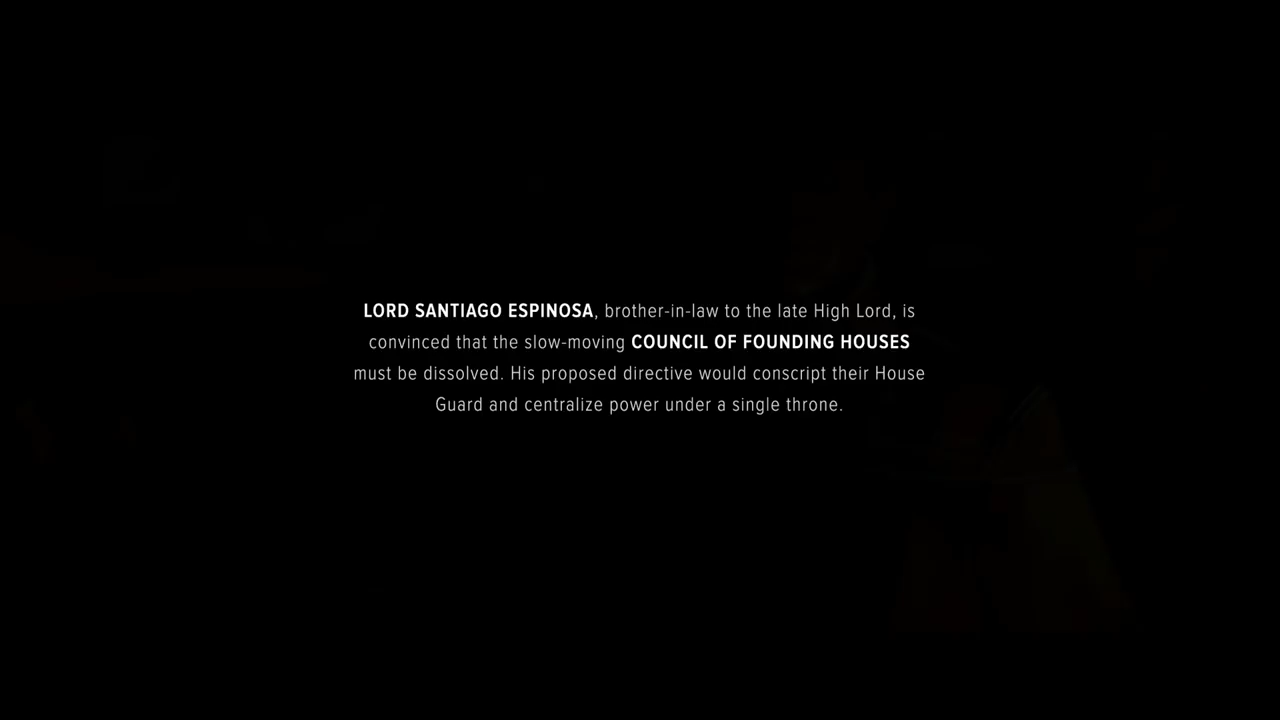 LORD SANTIAGO ESPINOSA, brother-in-law to the late High Lord, is
convinced that the slow-moving COUNCIL OF FOUNDING HOUSES
must be dissolved. His proposed directive would conscript their House
Guard and centralize power under a single throne.